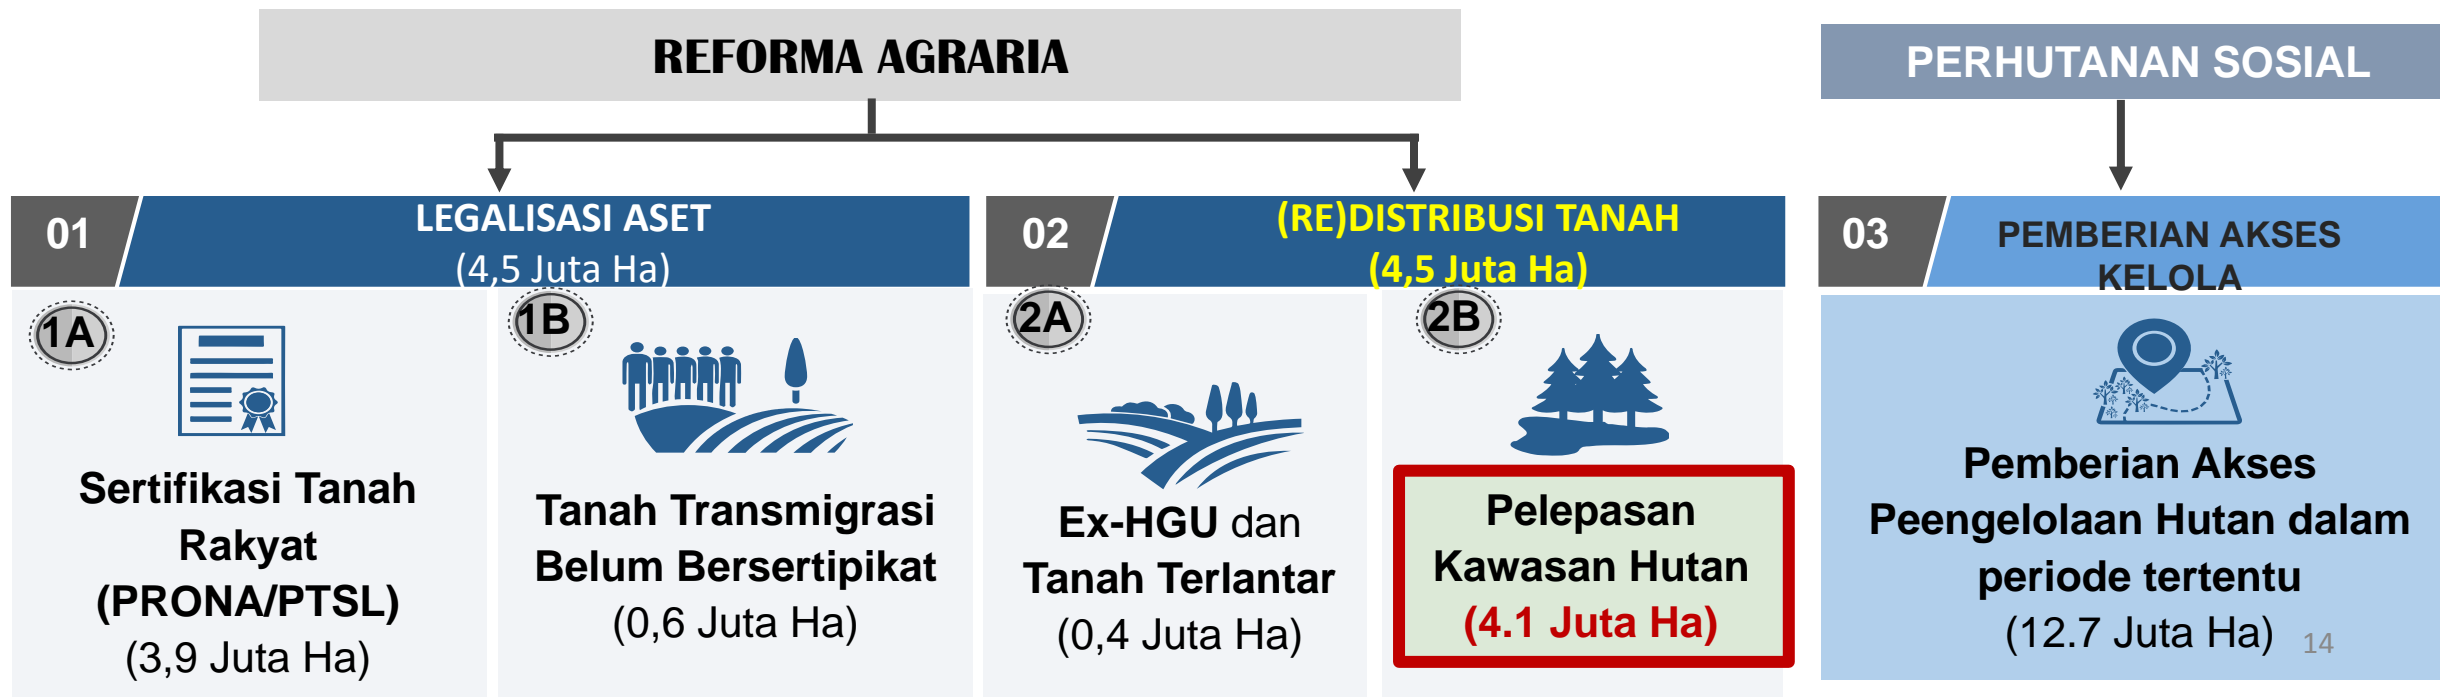 REFORMA AGRARIA
PERHUTANAN SOSIAL
01
LEGALISASI ASET
(4,5 Juta Ha)
02
(RE)DISTRIBUSI TANAH
(4,5 Juta Ha)
03
PEMBERIAN AKSES
KELOLA
1A
Sertifikasi Tanah
Rakyat
(PRONA/PTSL)
(3,9 Juta Ha)
1B
Tanah Transmigrasi
Belum Bersertipikat
(0,6 Juta Ha)
2A
Ex-HGU dan
Tanah Terlantar
(0,4 Juta Ha)
2B
Pelepasan
Kawasan Hutan
(4.1 Juta Ha)
Pemberian Akses
Peengelolaan Hutan dalam
periode tertentu
(12.7 Juta Ha)
14